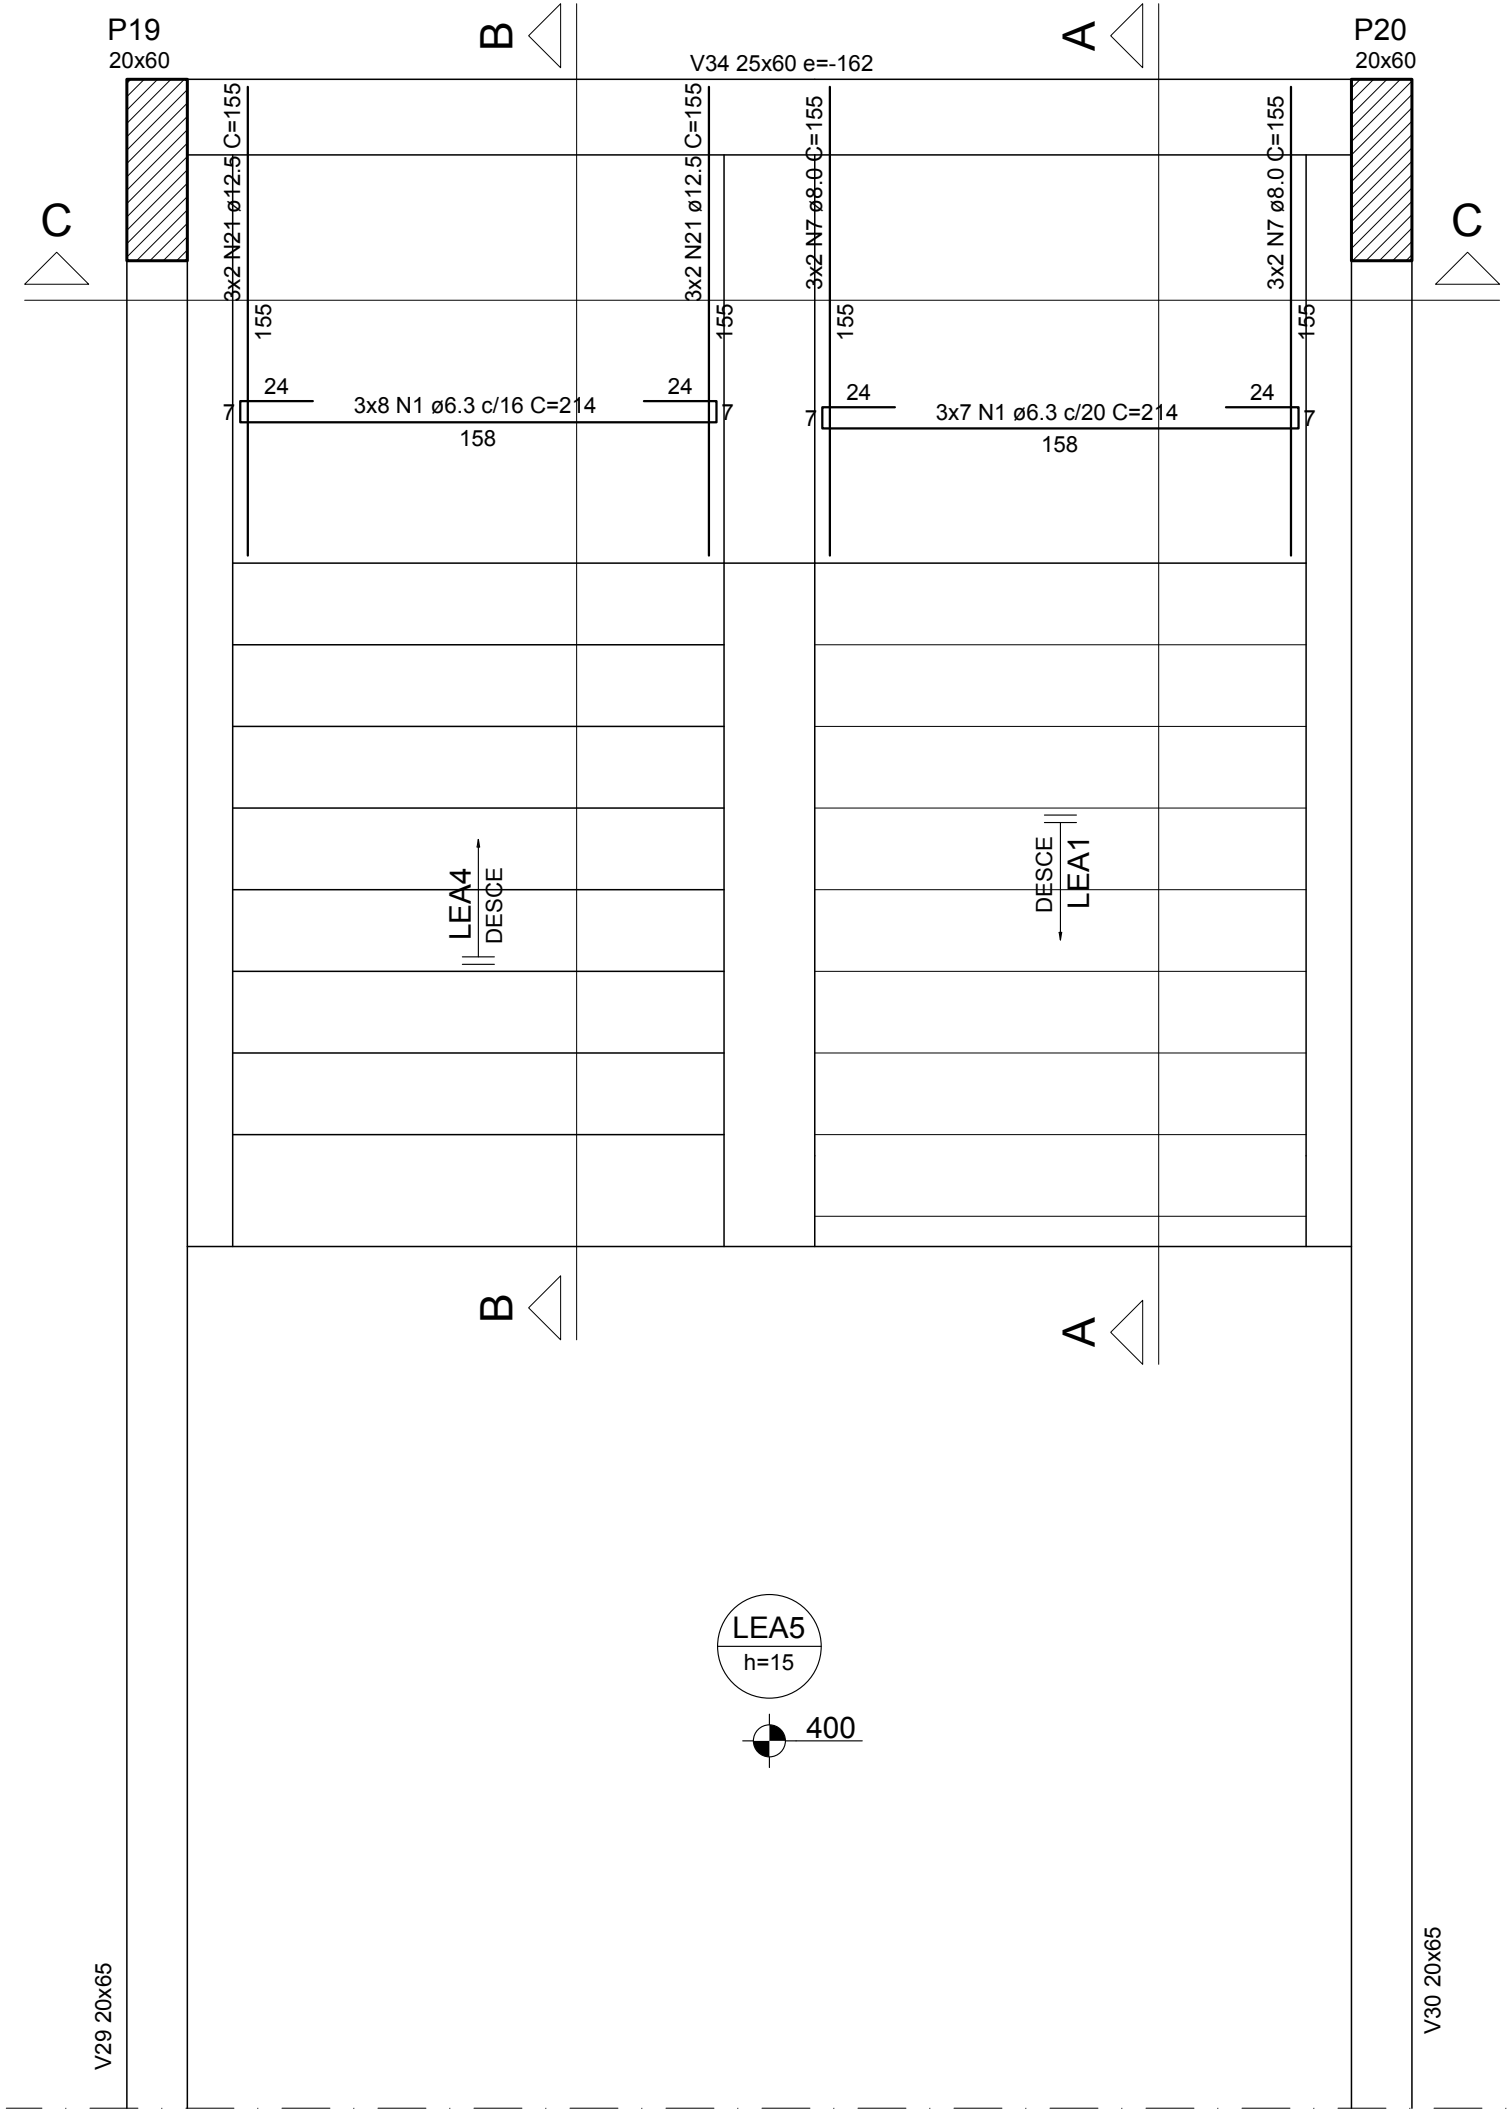 P19
20x60
B
A
P20
20x60
V34 25x60 e=-162
3x2 N21 ø12.5 C=155
155
3x2 N21 ø12.5 C=155
155
3x2 N7 ø8.0 C=155
155
3x2 N7 ø8.0 C=155
155
C
C
24
3x8 N1 ø6.3 c/16 C=214
24
7
7
158
24
3x7 N1 ø6.3 c/20 C=214
24
7
7
158
LEA4
DESCE
DESCE
LEA1
B
A
LEA5
h=15
400
V29 20x65
V30 20x65